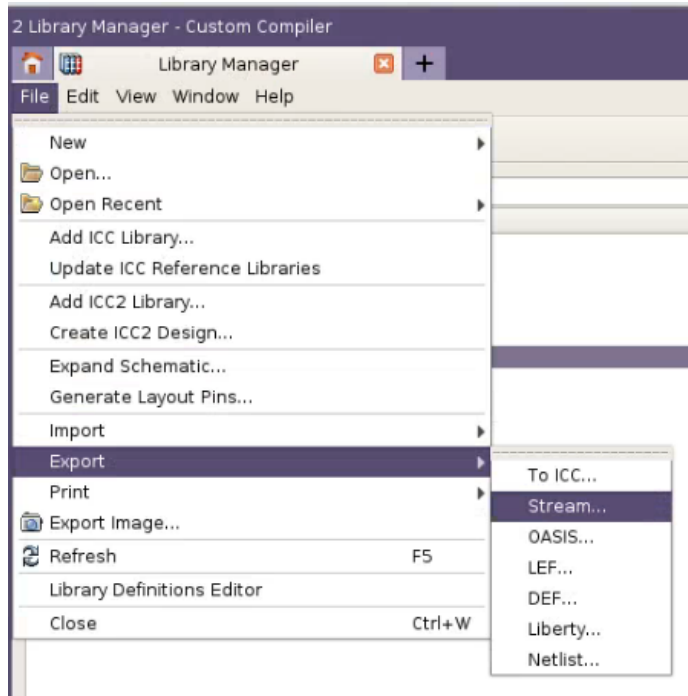 2 Library Manager - Custom Compiler
Library Manager
File Edit View Window Help
New
Open...
Open Recent
Add ICC Library...
Update ICC Reference Libraries
Add ICC2 Library...
Create ICC2 Design...
Expand Schematic...
Generate Layout Pins...
Import
Export
Print
Export Image...
Refresh F5
Library Definitions Editor
Close Ctrl+W
To ICC...
Stream...
OASIS...
LEF...
DEF...
Liberty...
Netlist...